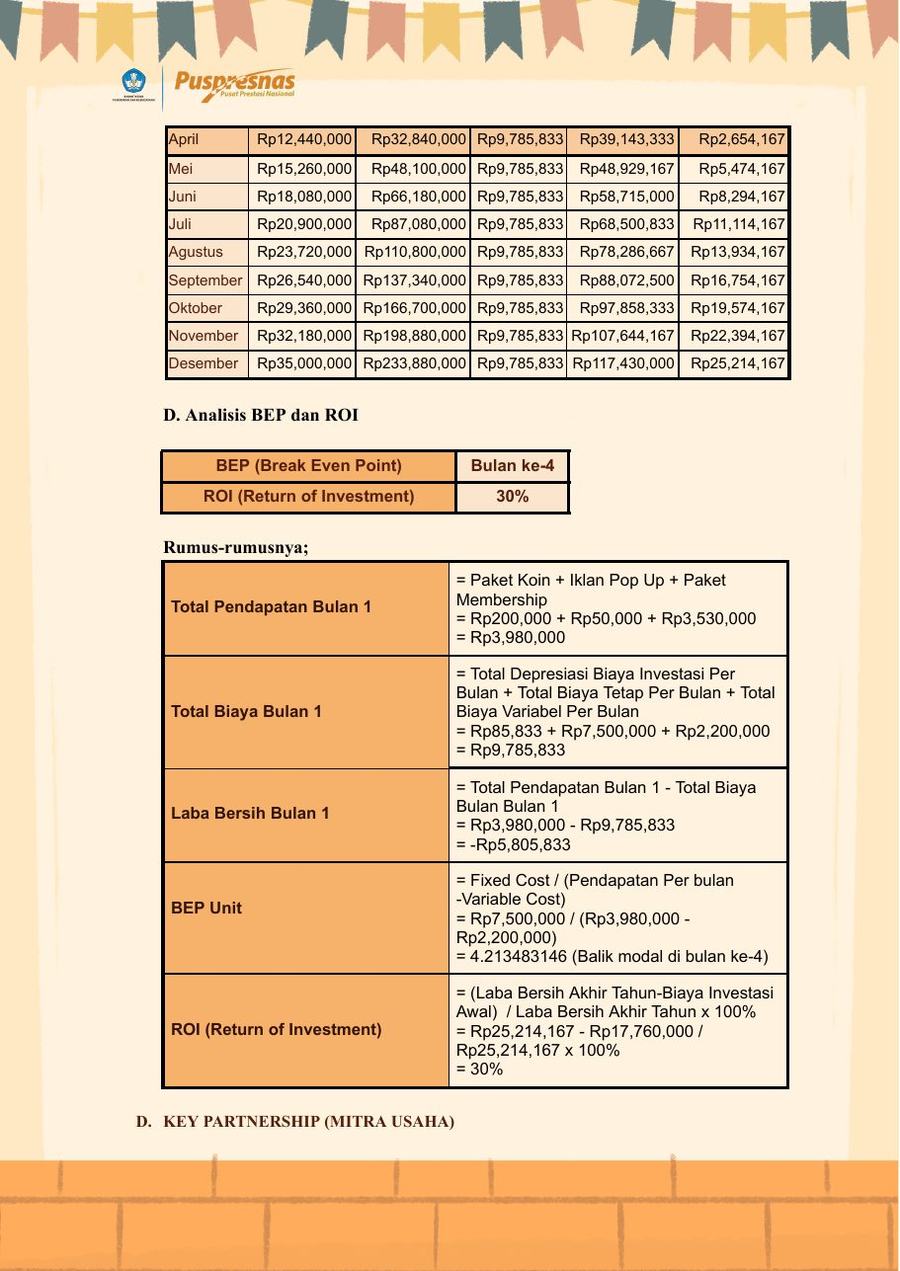 Puspresnas
Pusat Prestasi Nasional
April Rp12,440,000 Rp32,840,000 Rp9,785,833 Rp39,143,333 Rp2,654,167
Mei Rp15,260,000 Rp48,100,000 Rp9,785,833 Rp48,929,167 Rp5,474,167
Juni Rp18,080,000 Rp66,180,000 Rp9,785,833 Rp58,715,000 Rp8,294,167
Juli Rp20,900,000 Rp87,080,000 Rp9,785,833 Rp68,500,833 Rp11,114,167
Agustus Rp23,720,000 Rp110,800,000 Rp9,785,833 Rp78,286,667 Rp13,934,167
September Rp26,540,000 Rp137,340,000 Rp9,785,833 Rp88,072,500 Rp16,754,167
Oktober Rp29,360,000 Rp166,700,000 Rp9,785,833 Rp97,858,333 Rp19,574,167
November Rp32,180,000 Rp198,880,000 Rp9,785,833 Rp107,644,167 Rp22,394,167
Desember Rp35,000,000 Rp233,880,000 Rp9,785,833 Rp117,430,000 Rp25,214,167
D. Analisis BEP dan ROI
BEP (Break Even Point) Bulan ke-4
ROI (Return of Investment) 30%
Rumus-rumusnya;
Total Pendapatan Bulan 1
= Paket Koin + Iklan Pop Up + Paket
Membership
= Rp200,000 + Rp50,000 + Rp3,530,000
= Rp3,980,000
Total Biaya Bulan 1
= Total Depresiasi Biaya Investasi Per
Bulan + Total Biaya Tetap Per Bulan + Total
Biaya Variabel Per Bulan
= Rp85,833 + Rp7,500,000 + Rp2,200,000
= Rp9,785,833
Laba Bersih Bulan 1
= Total Pendapatan Bulan 1 - Total Biaya
Bulan Bulan 1
= Rp3,980,000 - Rp9,785,833
= -Rp5,805,833
BEP Unit
= Fixed Cost / (Pendapatan Per bulan
-Variable Cost)
= Rp7,500,000 / (Rp3,980,000 -
Rp2,200,000)
= 4.213483146 (Balik modal di bulan ke-4)
ROI (Return of Investment)
= (Laba Bersih Akhir Tahun-Biaya Investasi
Awal) / Laba Bersih Akhir Tahun x 100%
= Rp25,214,167 - Rp17,760,000 /
Rp25,214,167 x 100%
= 30%
D. KEY PARTNERSHIP (MITRA USAHA)